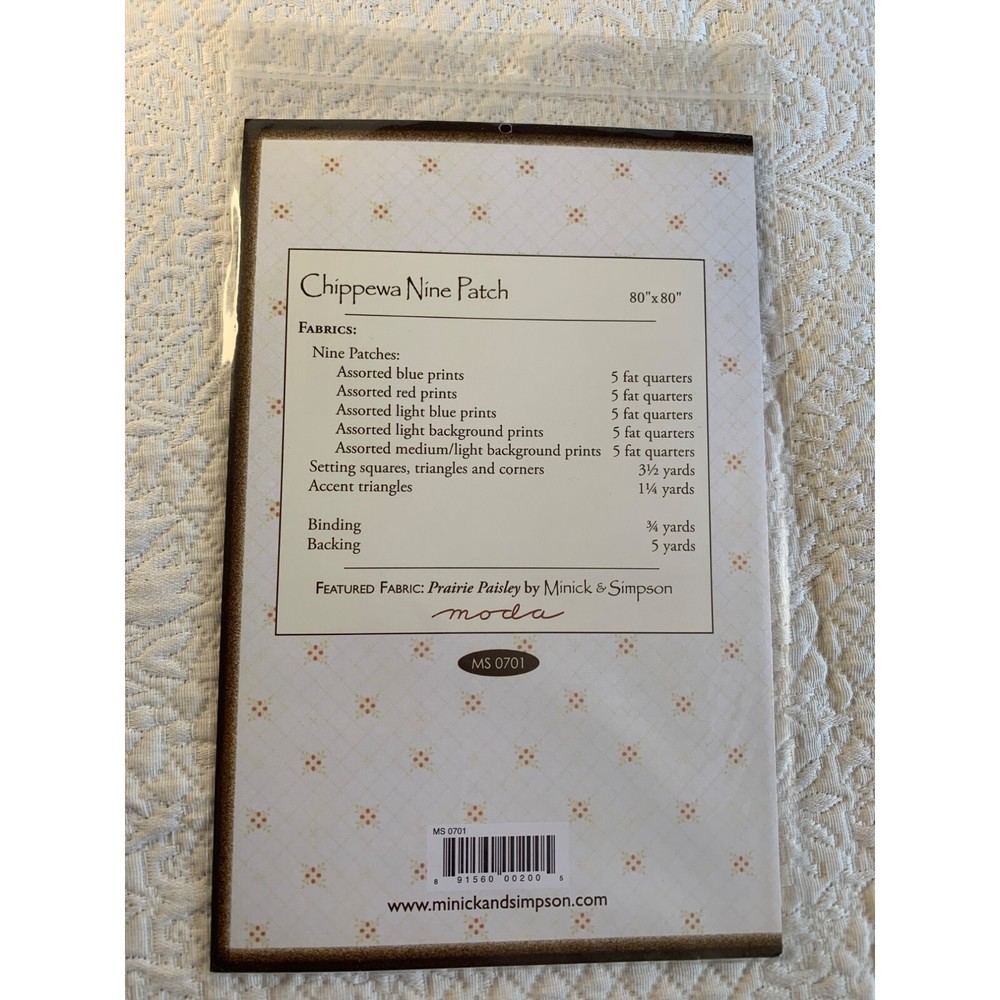 Chippewa Nine Patch 80"x80"
FABRICS:
Nine Patches:
Assorted blue prints 5 fat quarters
Assorted red prints 5 fat quarters
Assorted light blue prints 5 fat quarters
Assorted light background prints 5 fat quarters
Assorted medium/light background prints 5 fat quarters
Setting squares, triangles and corners 3½ yards
Accent triangles 1¼ yards
Binding ¾ yards
Backing 5 yards
FEATURED FABRIC: Prairie Paisley by Minick & Simpson
moda
MS 0701
MS 0701
8 91560 00200 5
www.minickandsimpson.com